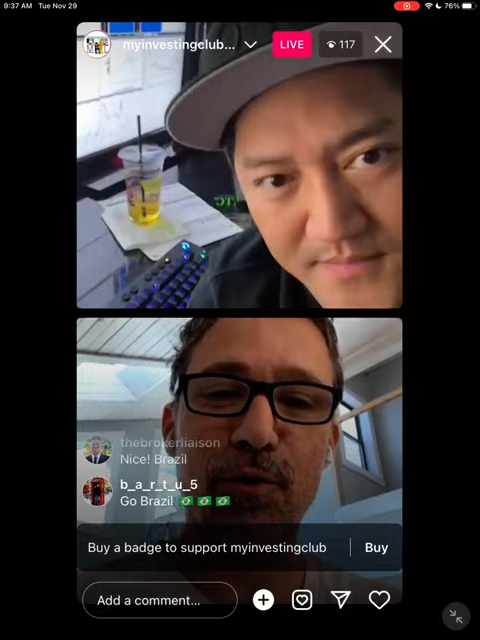 9:37 AM Tue Nov 29
76%
myinvestingclub...
LIVE
117
thebrokerliaison
Nice! Brazil
b_a_r_t_u_5
Go Brazil 🇧🇷 🇧🇷 🇧🇷
Buy a badge to support myinvestingclub
Buy
Add a comment...